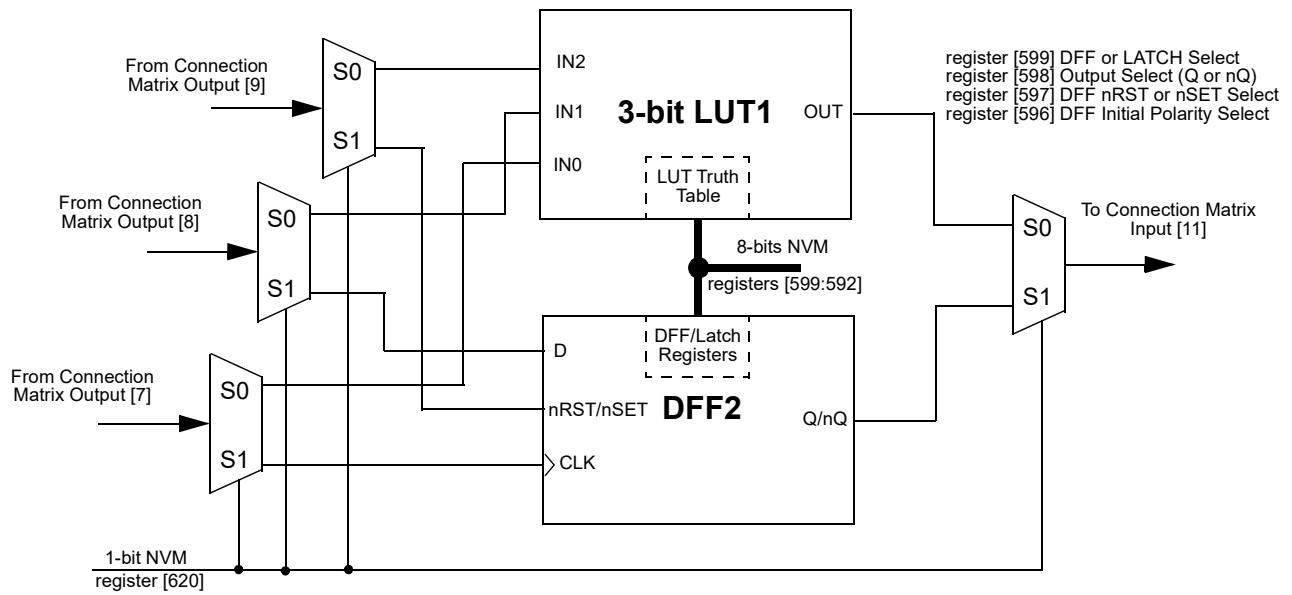 From Connection
Matrix Output [9]
S0
S1
From Connection
Matrix Output [8]
S0
S1
From Connection
Matrix Output [7]
S0
S1
1-bit NVM
register [620]
IN2
IN1
IN0
3-bit LUT1
OUT
LUT Truth
Table
8-bits NVM
registers [599:592]
DFF/Latch
Registers
D
nRST/nSET
DFF2
CLK
Q/nQ
register [599] DFF or LATCH Select
register [598] Output Select (Q or nQ)
register [597] DFF nRST or nSET Select
register [596] DFF Initial Polarity Select
S0
S1
To Connection Matrix
Input [11]